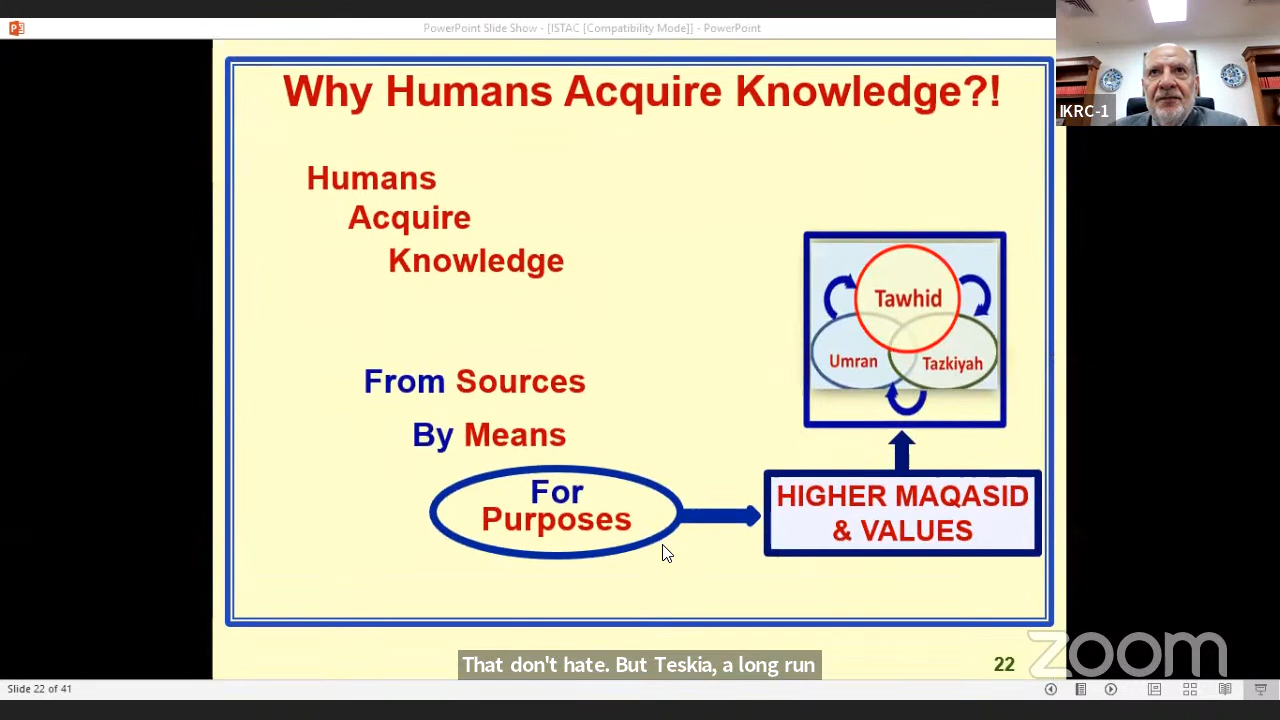 PowerPoint Slide Show - [ISTAC [Compatibility Mode]] - PowerPoint
IKRC-1
Why Humans Acquire Knowledge?!
Humans
Acquire
Knowledge
Tawhid
Umran
Tazkiyah
From Sources
By Means
For
Purposes
HIGHER MAQASID
& VALUES
That don't hate. But Teskia, a long run
22
zoom
Slide 22 of 41